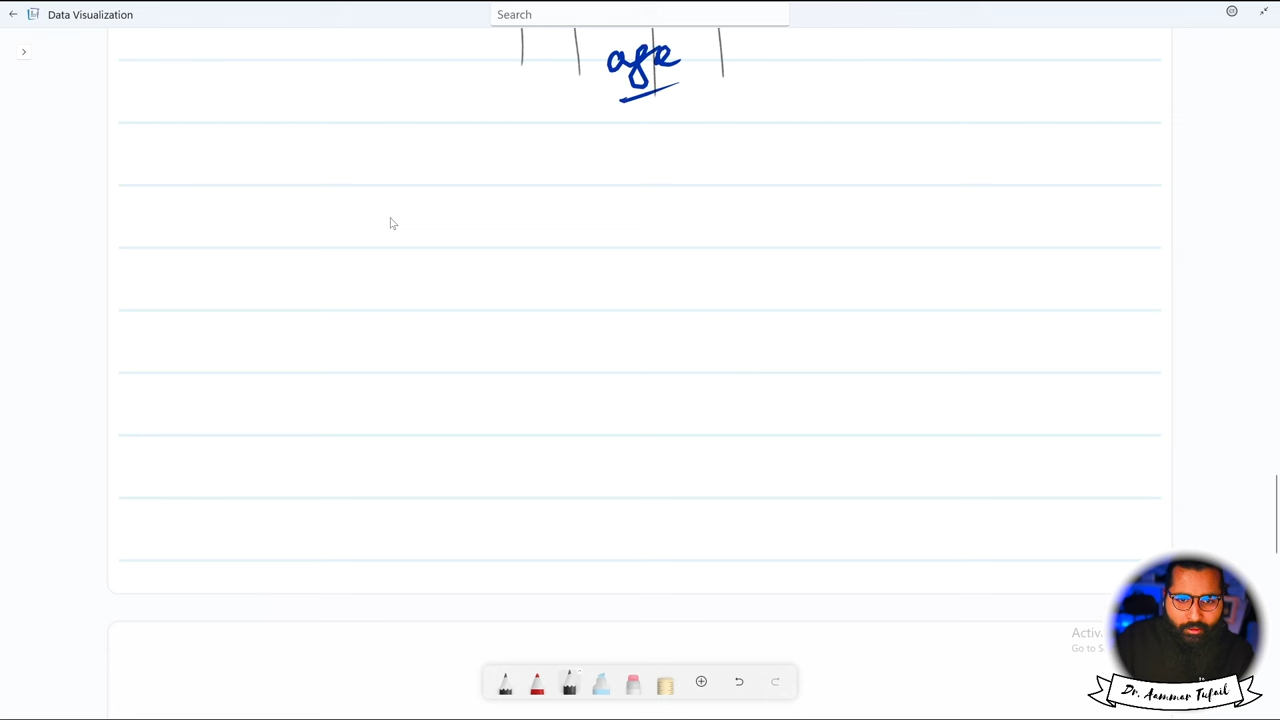 Data Visualization
Search
age
Activ
Go to S
Dr. Aammar Tufail